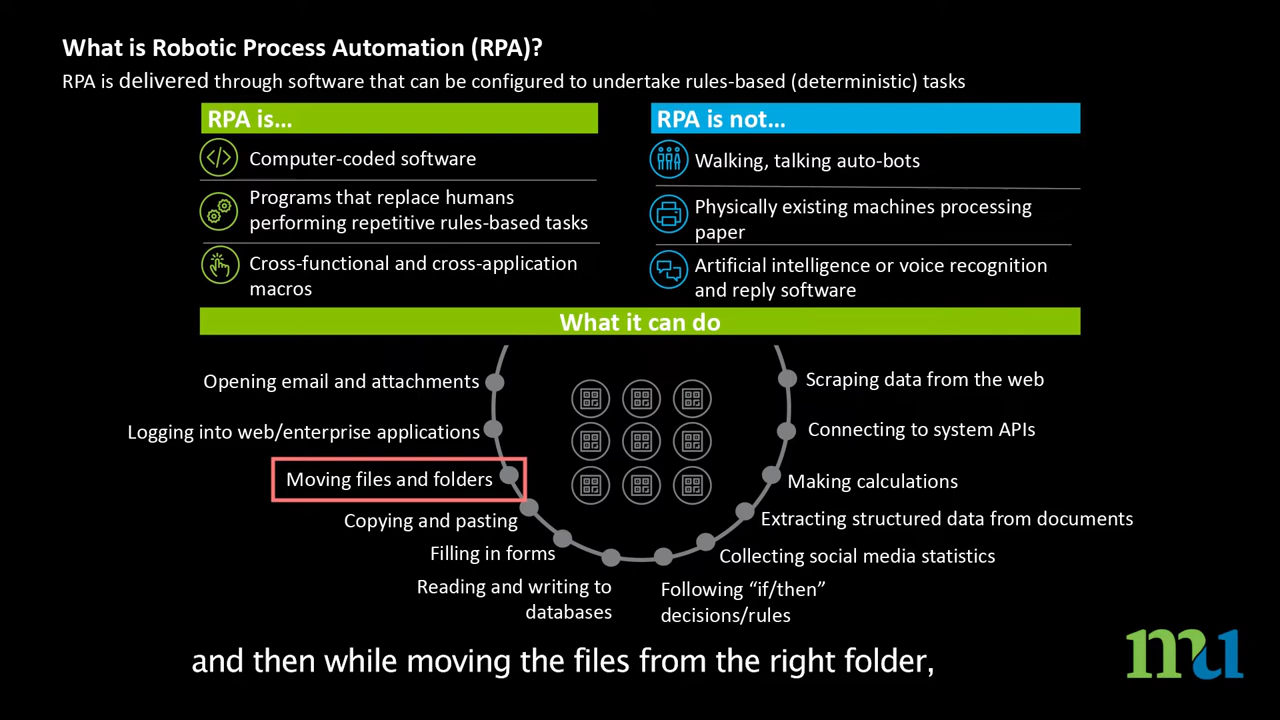 What is Robotic Process Automation (RPA)?
RPA is delivered through software that can be configured to undertake rules-based (deterministic) tasks
RPA is...
Computer-coded software
Programs that replace humans
performing repetitive rules-based tasks
Cross-functional and cross-application
macros
RPA is not...
Walking, talking auto-bots
Physically existing machines processing
paper
Artificial intelligence or voice recognition
and reply software
What it can do
Opening email and attachments
Logging into web/enterprise applications
Moving files and folders
Copying and pasting
Filling in forms
Reading and writing to
databases
Scraping data from the web
Connecting to system APIs
Making calculations
Extracting structured data from documents
Collecting social media statistics
Following “if/then”
decisions/rules
and then while moving the files from the right folder,
mu